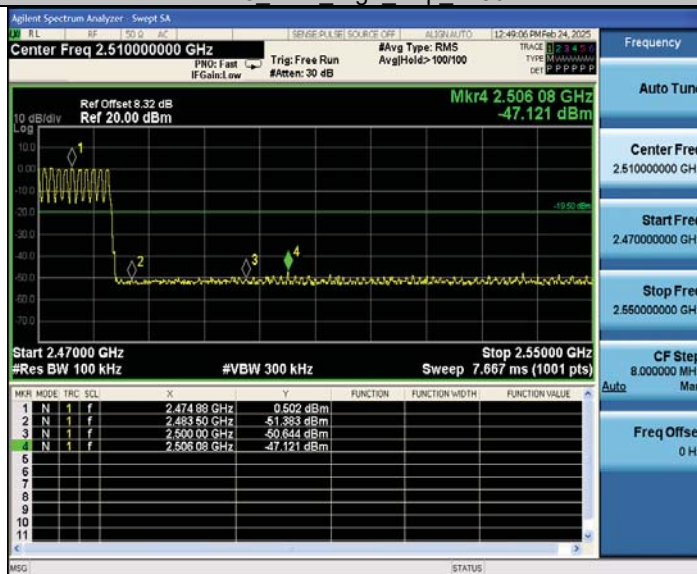 Agilent Spectrum Analyzer - Swept SA
RL RF 50 Ω AC SENSE:PULSE SOURCE OFF ALIGN AUTO 12:49:06 PM Feb 24, 2025
Center Freq 2.510000000 GHz
PNO: Fast
IFGain:Low
Trig: Free Run
#Atten: 30 dB
#Avg Type: RMS
Avg|Hold:>100/100
TRACE 1 2 3 4 5 6
TYPE M
DET P P P P P P
Ref Offset 8.32 dB
10 dB/div Ref 20.00 dBm
Log
Mkr4 2.506 08 GHz
-47.121 dBm
10.0
0.00
-10.0
-20.0
-30.0
-40.0
-50.0
-60.0
-70.0
1
2
3
4
-19.50 dBm
Start 2.47000 GHz
Stop 2.55000 GHz
#Res BW 100 kHz #VBW 300 kHz Sweep 7.667 ms (1001 pts)
MKR MODE TRC SCL X Y FUNCTION FUNCTION WIDTH FUNCTION VALUE
1 N 1 f 2.474 88 GHz 0.502 dBm
2 N 1 f 2.483 50 GHz -51.383 dBm
3 N 1 f 2.500 00 GHz -50.644 dBm
4 N 1 f 2.506 08 GHz -47.121 dBm
5
6
7
8
9
10
11
MSG STATUS
Frequency
Auto Tune
Center Freq
2.510000000 GH
Start Freq
2.470000000 GH
Stop Freq
2.550000000 GH
CF Step
8.000000 MH
Auto Ma
Freq Offse
0 H